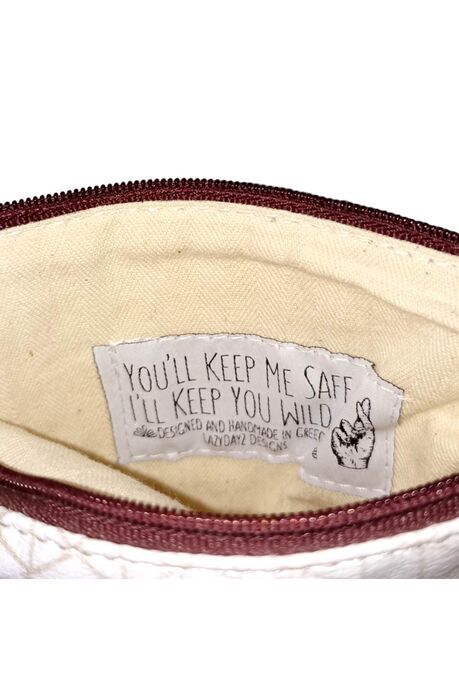 YOU'LL KEEP ME SAFE
I'LL KEEP YOU WILD
DESIGNED AND HANDMADE IN GREEC
LAZYDAYZ DESIGNS